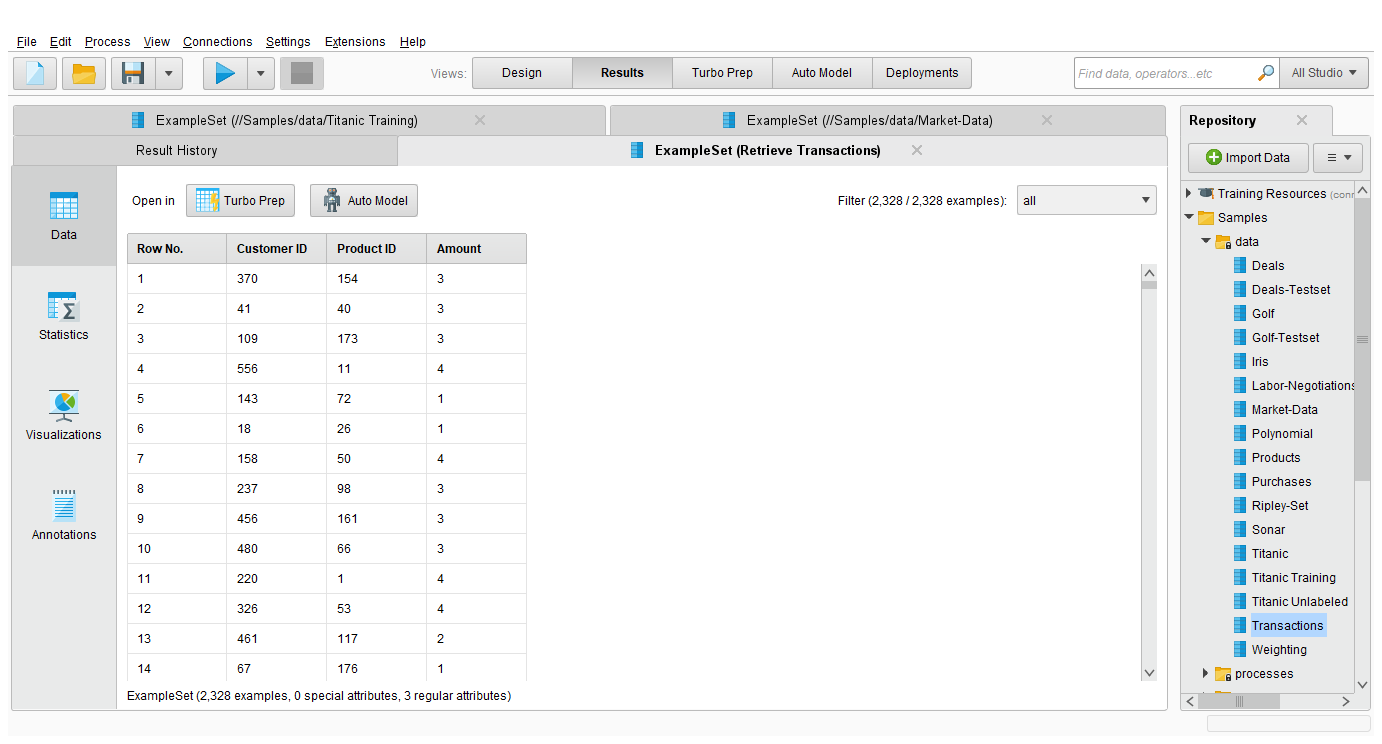 File Edit Process View Connections Settings Extensions Help
Views: Design Results Turbo Prep Auto Model Deployments Find data, operators...etc All Studio
ExampleSet (//Samples/data/Titanic Training) ExampleSet (//Samples/data/Market-Data)
Result History ExampleSet (Retrieve Transactions)
Data
Statistics
Visualizations
Annotations
Open in Turbo Prep Auto Model Filter (2,328 / 2,328 examples): all
Row No. Customer ID Product ID Amount
1 370 154 3
2 41 40 3
3 109 173 3
4 556 11 4
5 143 72 1
6 18 26 1
7 158 50 4
8 237 98 3
9 456 161 3
10 480 66 3
11 220 1 4
12 326 53 4
13 461 117 2
14 67 176 1
ExampleSet (2,328 examples, 0 special attributes, 3 regular attributes)
Repository
Import Data
Training Resources (conn
Samples
data
Deals
Deals-Testset
Golf
Golf-Testset
Iris
Labor-Negotiations
Market-Data
Polynomial
Products
Purchases
Ripley-Set
Sonar
Titanic
Titanic Training
Titanic Unlabeled
Transactions
Weighting
processes